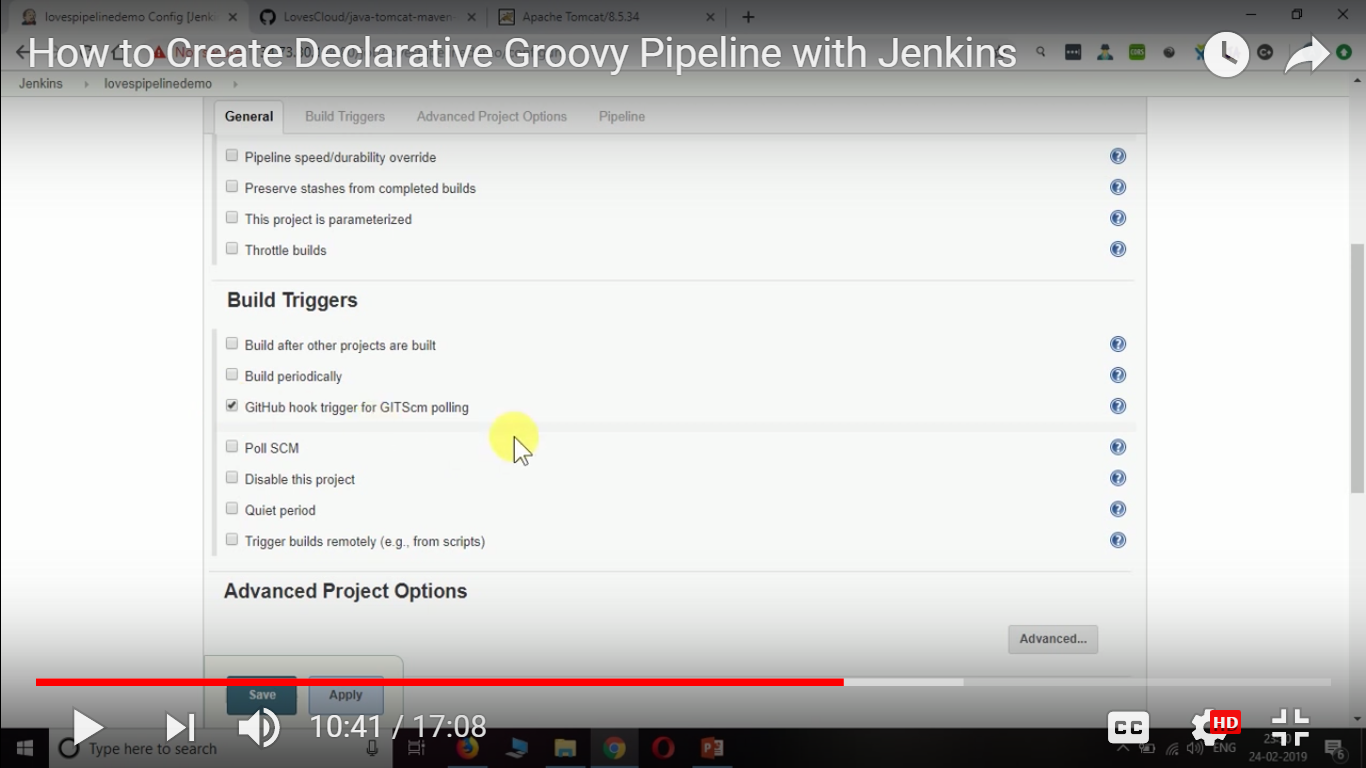 lovespipelinedemo Config [Jenk
LovesCloud/java-tomcat-maven
Apache Tomcat/8.5.34
How to Create Declarative Groovy Pipeline with Jenkins
Jenkins
lovespipelinedemo
General
Build Triggers
Advanced Project Options
Pipeline
Pipeline speed/durability override
Preserve stashes from completed builds
This project is parameterized
Throttle builds
Build Triggers
Build after other projects are built
Build periodically
GitHub hook trigger for GITScm polling
Poll SCM
Disable this project
Quiet period
Trigger builds remotely (e.g., from scripts)
Advanced Project Options
Advanced...
Save
Apply
10:41 / 17:08
CC
HD
Type here to search
ENG
24-02-2019